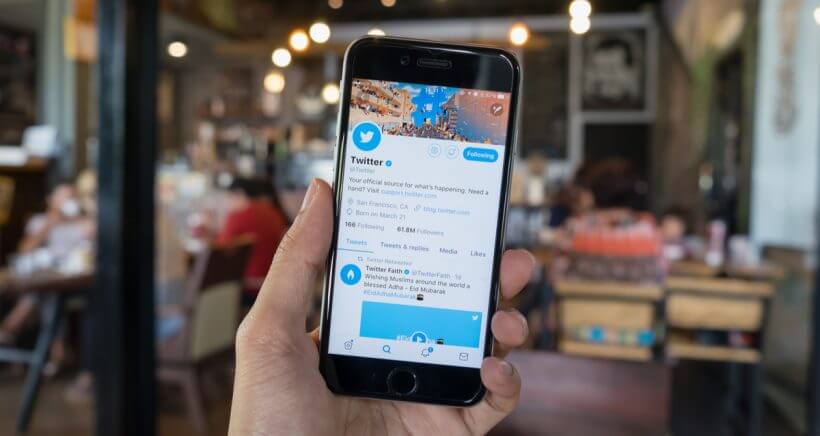 Following
Twitter
@Twitter
Your official source for what's happening. Need a
hand? Visit support.twitter.com
San Francisco, CA blog.twitter.com
Born on March 21
166 Following 61.8M Followers
Tweets Tweets & replies Media Likes
Twitter Retweeted
Twitter Faith @TwitterFaith · 1d
Wishing Muslims around the world a
blessed Adha - Eid Mubarak
#EidAdhaMubarak